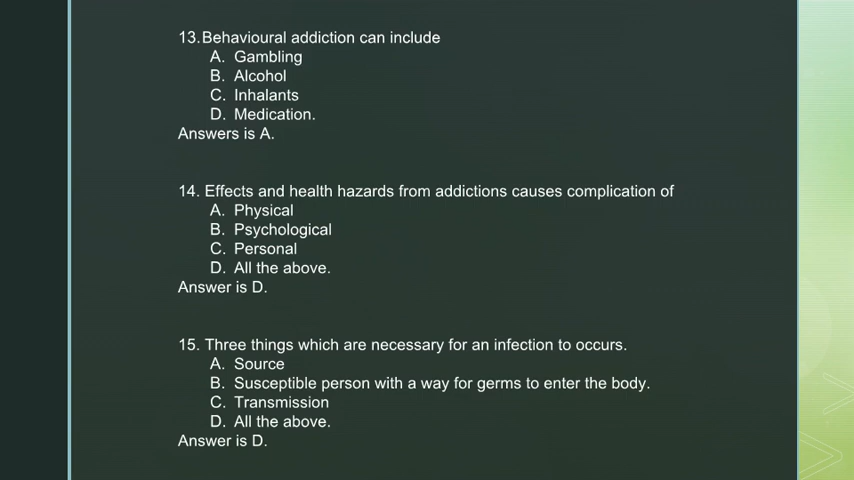 13.Behavioural addiction can include
A. Gambling
B. Alcohol
C. Inhalants
D. Medication.
Answers is A.
14. Effects and health hazards from addictions causes complication of
A. Physical
B. Psychological
C. Personal
D. All the above.
Answer is D.
15. Three things which are necessary for an infection to occurs.
A. Source
B. Susceptible person with a way for germs to enter the body.
C. Transmission
D. All the above.
Answer is D.